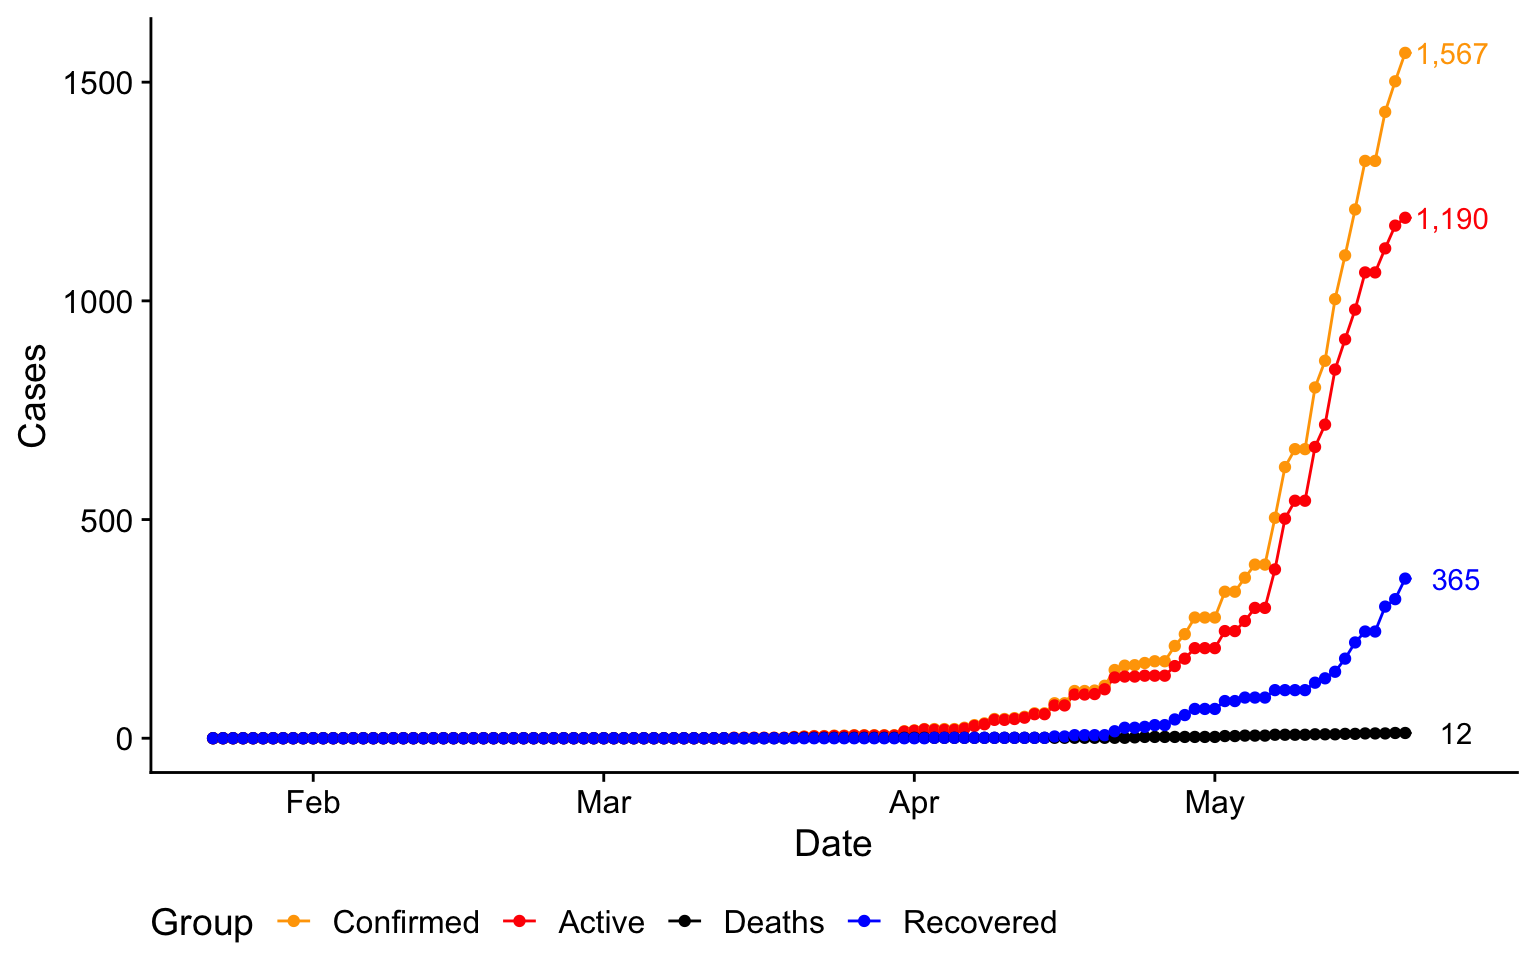 1,567
1500
1,190
1000
Cases
500
365
0
12
Feb Mar Apr May
Date
Group Confirmed Active Deaths Recovered